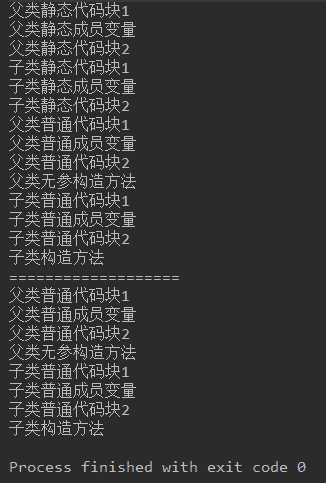 父类静态代码块1
父类静态成员变量
父类静态代码块2
子类静态代码块1
子类静态成员变量
子类静态代码块2
父类普通代码块1
父类普通成员变量
父类普通代码块2
父类无参构造方法
子类普通代码块1
子类普通成员变量
子类普通代码块2
子类构造方法
===================
父类普通代码块1
父类普通成员变量
父类普通代码块2
父类无参构造方法
子类普通代码块1
子类普通成员变量
子类普通代码块2
子类构造方法
Process finished with exit code 0